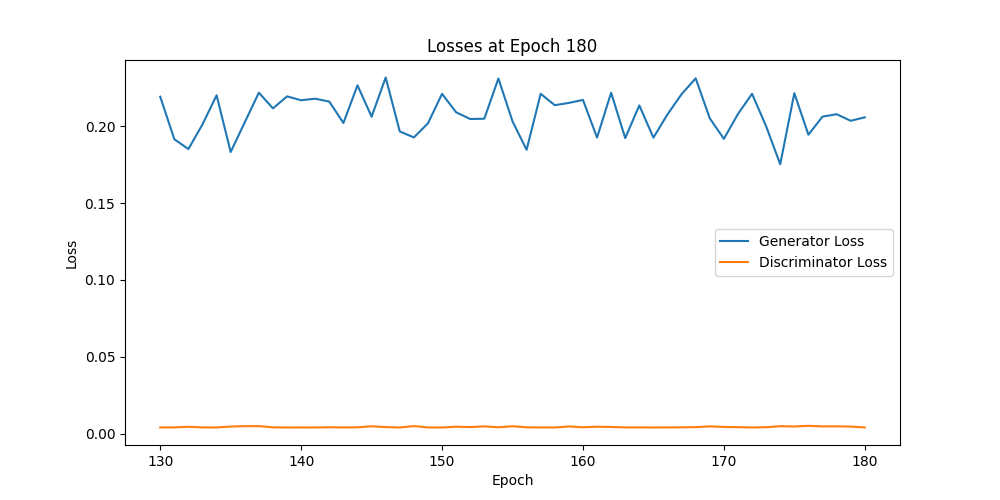 Losses at Epoch 180
Loss
0.20
0.15
0.10
0.05
0.00
Generator Loss
Discriminator Loss
130 140 150 160 170 180
Epoch